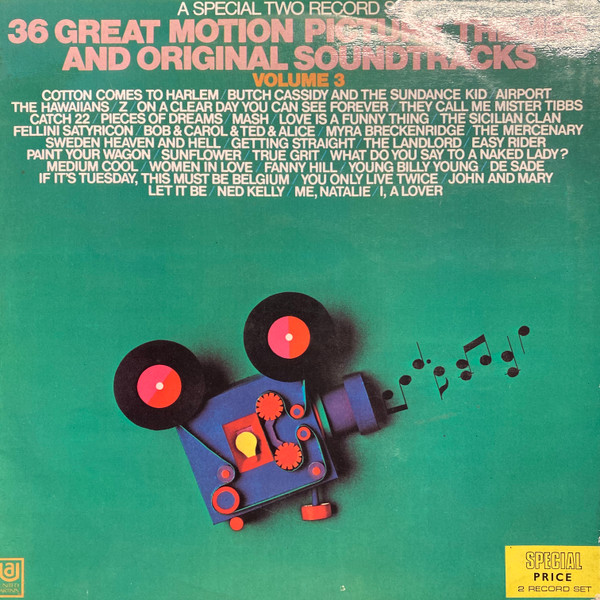 A SPECIAL TWO RECORD
36 GREAT MOTION PICTURE THEMES
AND ORIGINAL SOUNDTRACKS
VOLUME 3
COTTON COMES TO HARLEM/BUTCH CASSIDY AND THE SUNDANCE KID/AIRPORT
THE HAWAIIANS/Z/ON A CLEAR DAY YOU CAN SEE FOREVER/THEY CALL ME MISTER TIBBS
CATCH 22/PIECES OF DREAMS/MASH/LOVE IS A FUNNY THING/THE SICILIAN CLAN
FELLINI SATYRICON/BOB & CAROL & TED & ALICE/MYRA BRECKENRIDGE/THE MERCENARY
SWEDEN HEAVEN AND HELL/GETTING STRAIGHT/THE LANDLORD/EASY RIDER
PAINT YOUR WAGON/SUNFLOWER/TRUE GRIT/WHAT DO YOU SAY TO A NAKED LADY?
MEDIUM COOL/WOMEN IN LOVE/FANNY HILL/YOUNG BILLY YOUNG/DE SADE
IF IT'S TUESDAY, THIS MUST BE BELGIUM/YOU ONLY LIVE TWICE/JOHN AND MARY
LET IT BE/NED KELLY/ME, NATALIE/I, A LOVER
SPECIAL
PRICE
2 RECORD SET